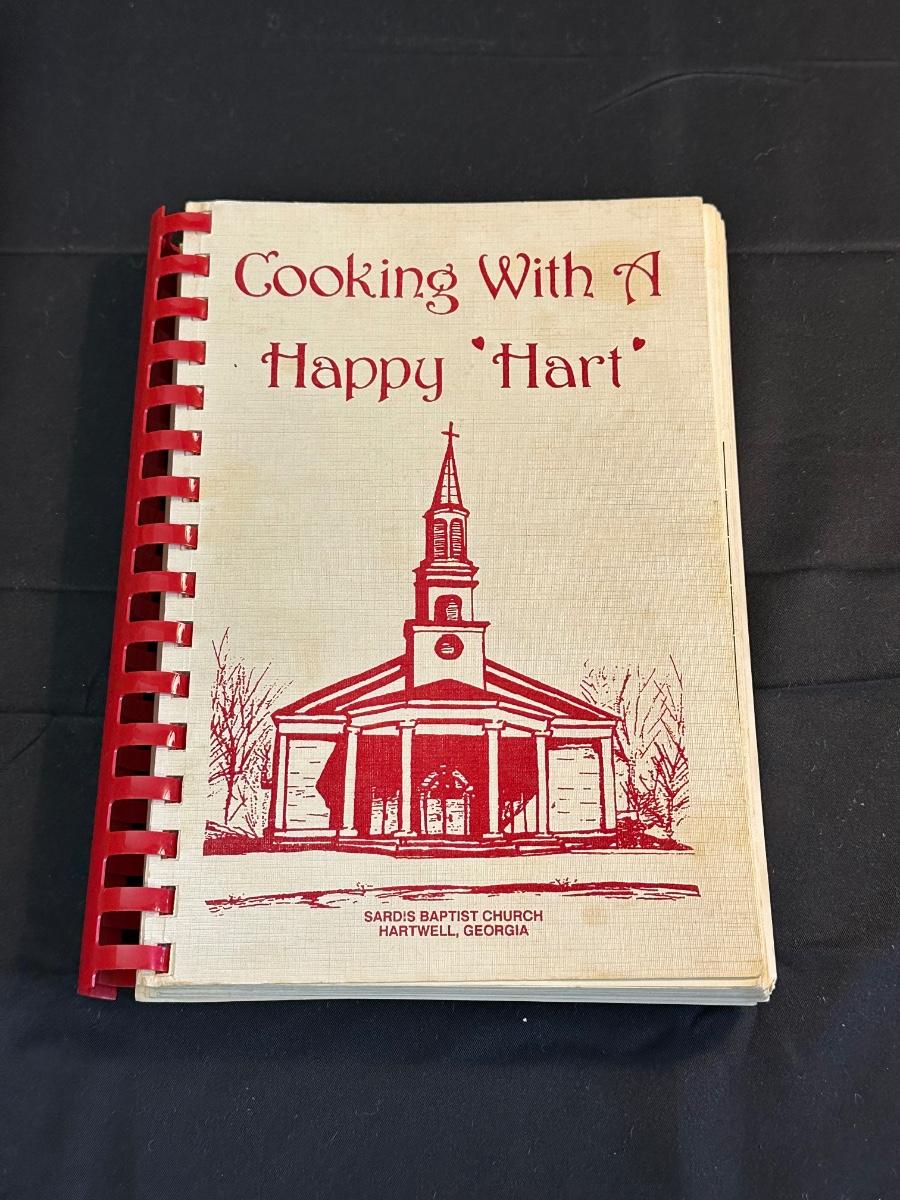 Cooking With A
Happy 'Hart'
SARDIS BAPTIST CHURCH
HARTWELL, GEORGIA